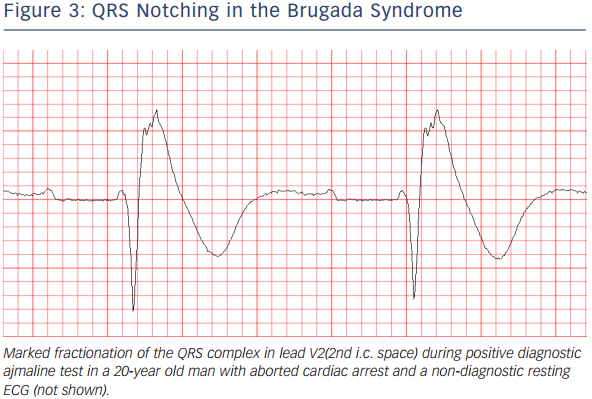 Figure 3: QRS Notching in the Brugada Syndrome
Marked fractionation of the QRS complex in lead V2(2nd i.c. space) during positive diagnostic
ajmaline test in a 20-year old man with aborted cardiac arrest and a non-diagnostic resting
ECG (not shown).